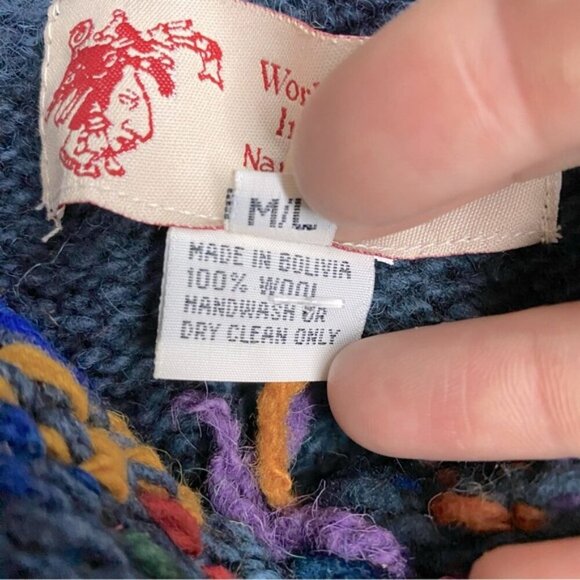 M/L
MADE IN BOLIVIA
100% WOOL
HANDWASH OR
DRY CLEAN ONLY